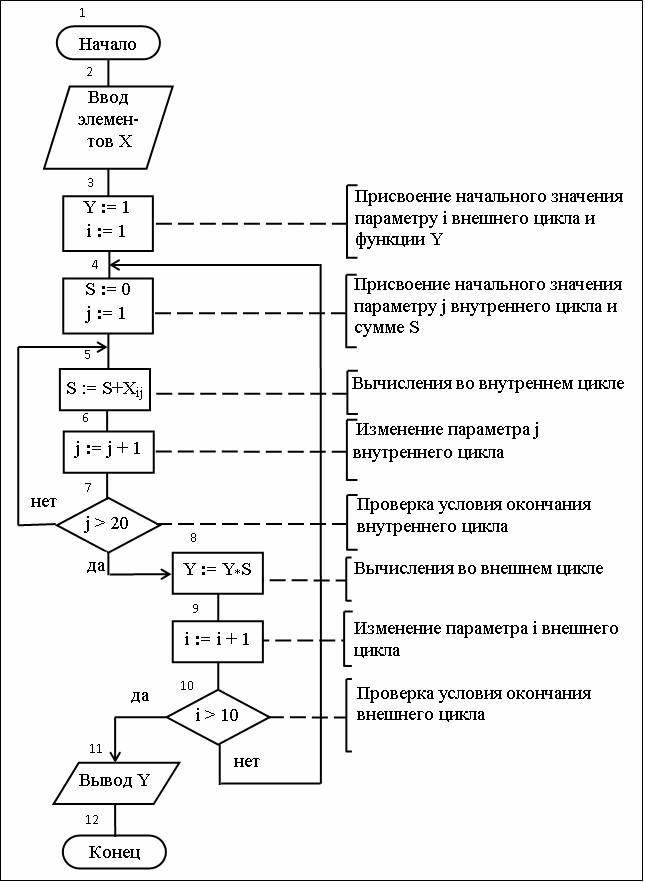 1
Начало
2
Ввод
элемен-
тов X
3
Y := 1
i := 1
Присвоение начального значения
параметру i внешнего цикла и
функции Y
4
S := 0
j := 1
Присвоение начального значения
параметру j внутреннего цикла и
сумме S
5
S := S+Xij
Вычисления во внутреннем цикле
6
j := j + 1
Изменение параметра j
внутреннего цикла
7
нет
j > 20
Проверка условия окончания
внутреннего цикла
да
8
Y := Y*S
Вычисления во внешнем цикле
9
i := i + 1
Изменение параметра i внешнего
цикла
10
да
i > 10
Проверка условия окончания
внешнего цикла
нет
11
Вывод Y
12
Конец